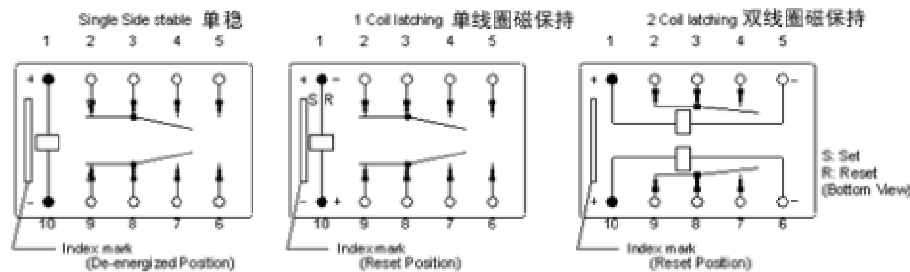 Single Side stable 单稳
1 Coil latching 单线圈磁保持
2 Coil latching 双线圈磁保持
1 2 3 4 5
1 2 3 4 5
1 2 3 4 5
+
+ -
+ -
S R
- 
- +
+ -
10 9 8 7 6
10 9 8 7 6
10 9 8 7 6
S: Set
R: Reset
(Bottom View)
Index mark
(De-energized Position)
Index mark
(Reset Position)
Index mark
(Reset Position)